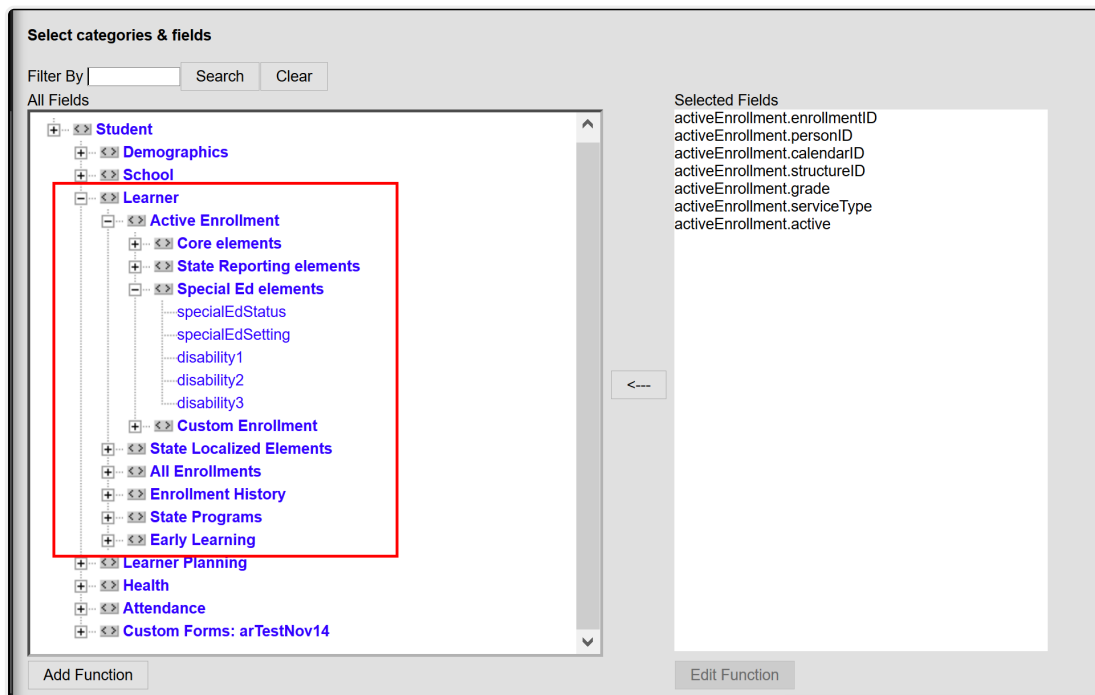 Select categories & fields
Filter By
Search
Clear
All Fields
Student
Demographics
School
Learner
Active Enrollment
Core elements
State Reporting elements
Special Ed elements
specialEdStatus
specialEdSetting
disability1
disability2
disability3
Custom Enrollment
State Localized Elements
All Enrollments
Enrollment History
State Programs
Early Learning
Learner Planning
Health
Attendance
Custom Forms: arTestNov14
Add Function
<---
Selected Fields
activeEnrollment.enrollmentID
activeEnrollment.personID
activeEnrollment.calendarID
activeEnrollment.structureID
activeEnrollment.grade
activeEnrollment.serviceType
activeEnrollment.active
Edit Function